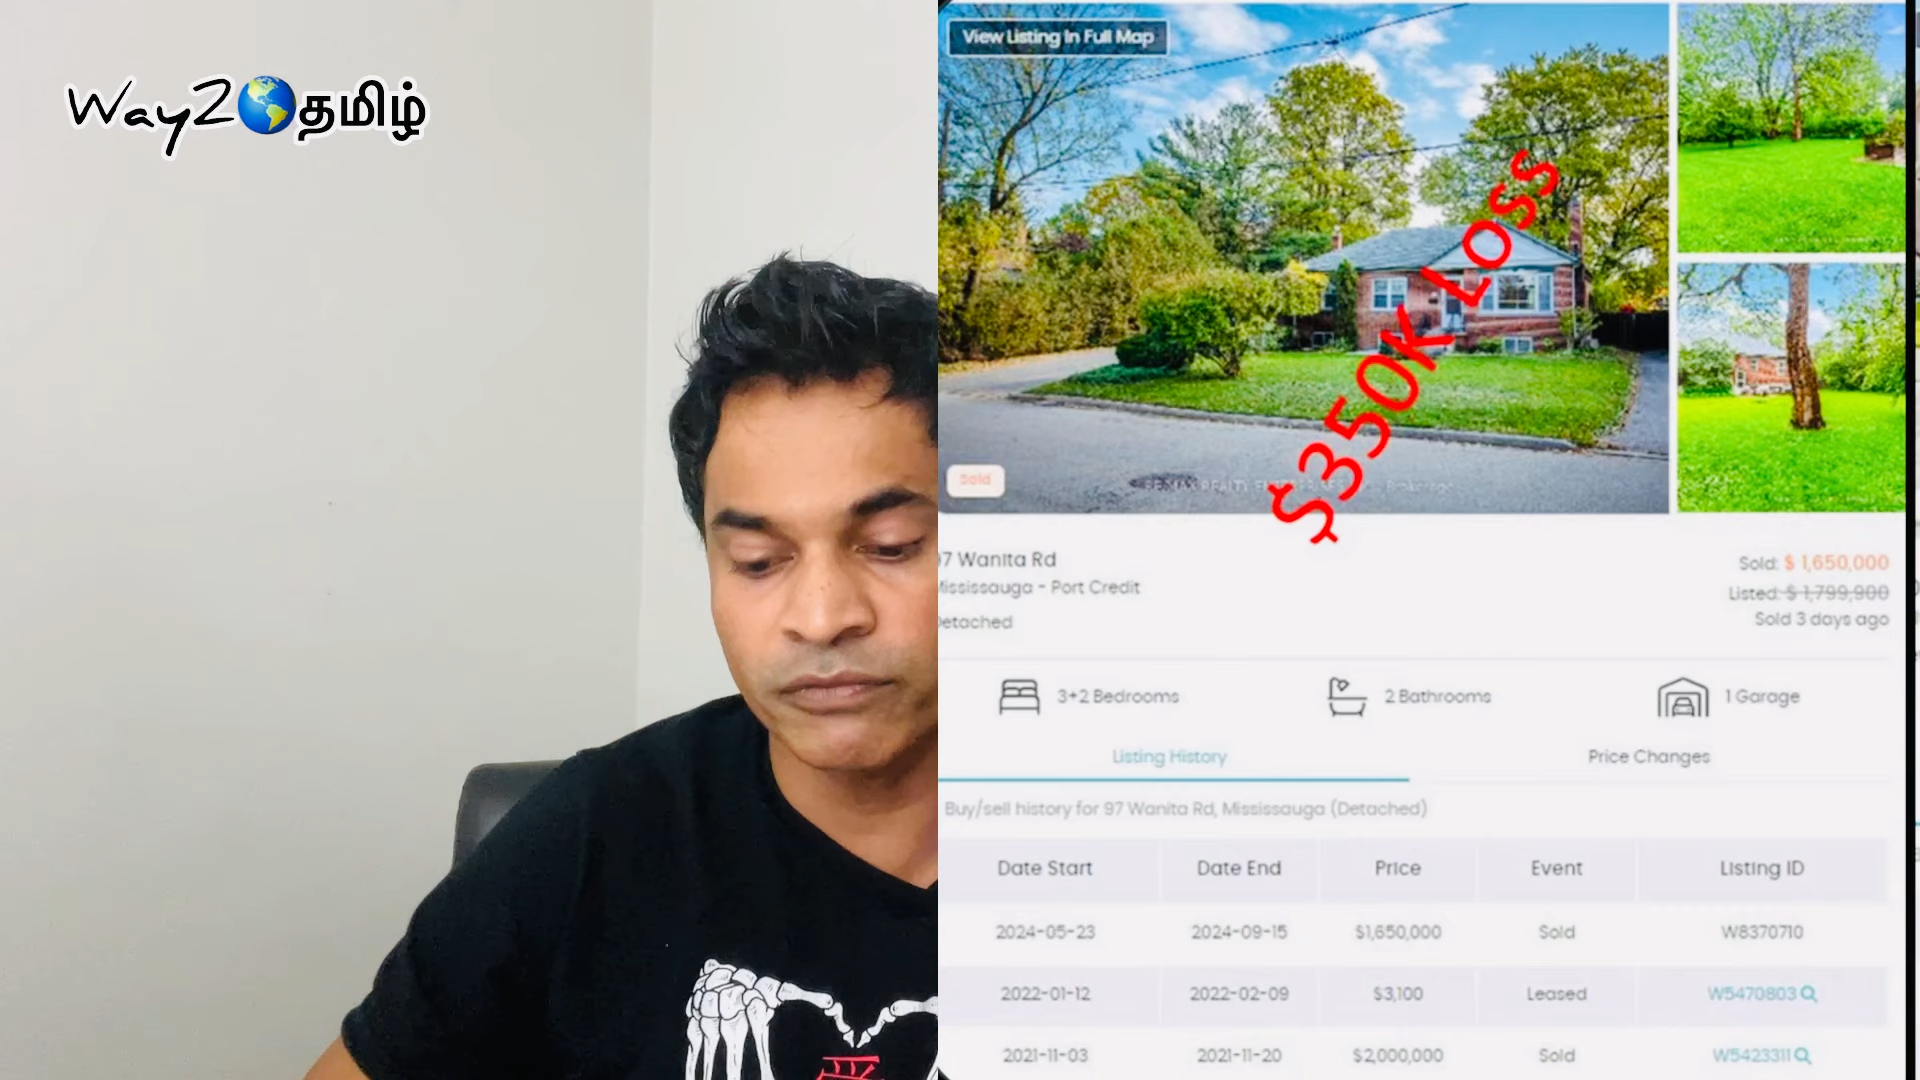 Way2தமிழ்
View Listing In Full Map
$350K LOSS
Sold
97 Wanita Rd
Mississauga - Port Credit
Detached
Sold: $ 1,650,000
Listed: $ 1,799,900
Sold 3 days ago
3+2 Bedrooms
2 Bathrooms
1 Garage
Listing History
Price Changes
Buy/sell history for 97 Wanita Rd, Mississauga (Detached)
Date Start Date End Price Event Listing ID
2024-05-23 2024-09-15 $1,650,000 Sold W8370710
2022-01-12 2022-02-09 $3,100 Leased W5470803
2021-11-03 2021-11-20 $2,000,000 Sold W5423311